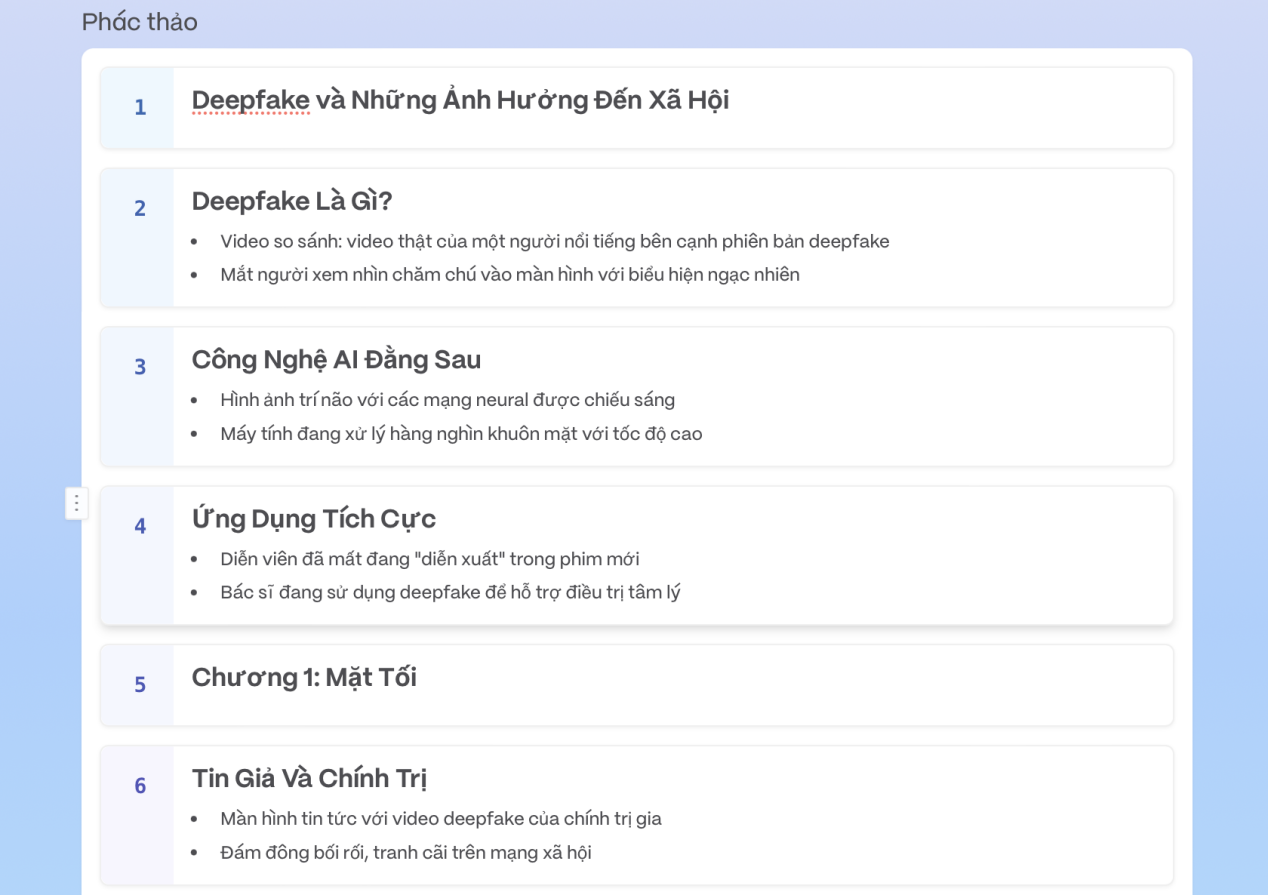 Phác thảo
1
Deepfake và Những Ảnh Hưởng Đến Xã Hội
2
Deepfake Là Gì?
• Video so sánh: video thật của một người nổi tiếng bên cạnh phiên bản deepfake
• Mắt người xem nhìn chăm chú vào màn hình với biểu hiện ngạc nhiên
3
Công Nghệ AI Đằng Sau
• Hình ảnh trí não với các mạng neural được chiếu sáng
• Máy tính đang xử lý hàng nghìn khuôn mặt với tốc độ cao
4
Ứng Dụng Tích Cực
• Diễn viên đã mất đang "diễn xuất" trong phim mới
• Bác sĩ đang sử dụng deepfake để hỗ trợ điều trị tâm lý
5
Chương 1: Mặt Tối
6
Tin Giả Và Chính Trị
• Màn hình tin tức với video deepfake của chính trị gia
• Đám đông bối rối, tranh cãi trên mạng xã hội